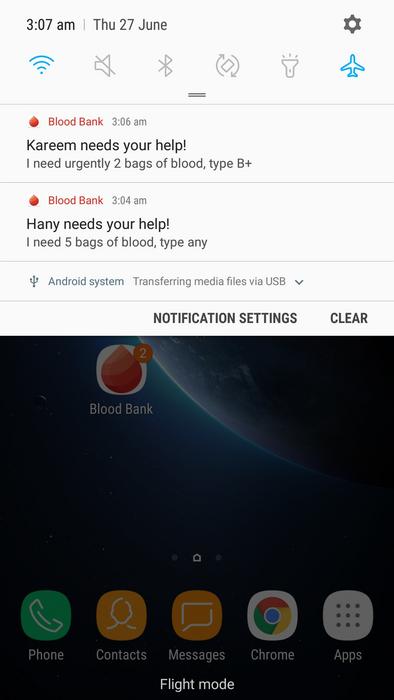 3:07 am | Thu 27 June
Blood Bank 3:06 am
Kareem needs your help!
I need urgently 2 bags of blood, type B+
Blood Bank 3:04 am
Hany needs your help!
I need 5 bags of blood, type any
Android system Transferring media files via USB
NOTIFICATION SETTINGS CLEAR
2
Blood Bank
Phone Contacts Messages Chrome Apps
Flight mode